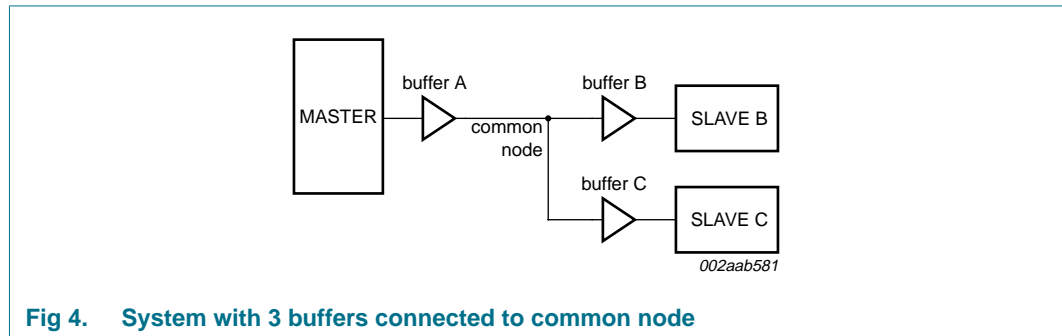 buffer A
buffer B
MASTER
SLAVE B
common
node
buffer C
SLAVE C
002aab581
Fig 4. System with 3 buffers connected to common node